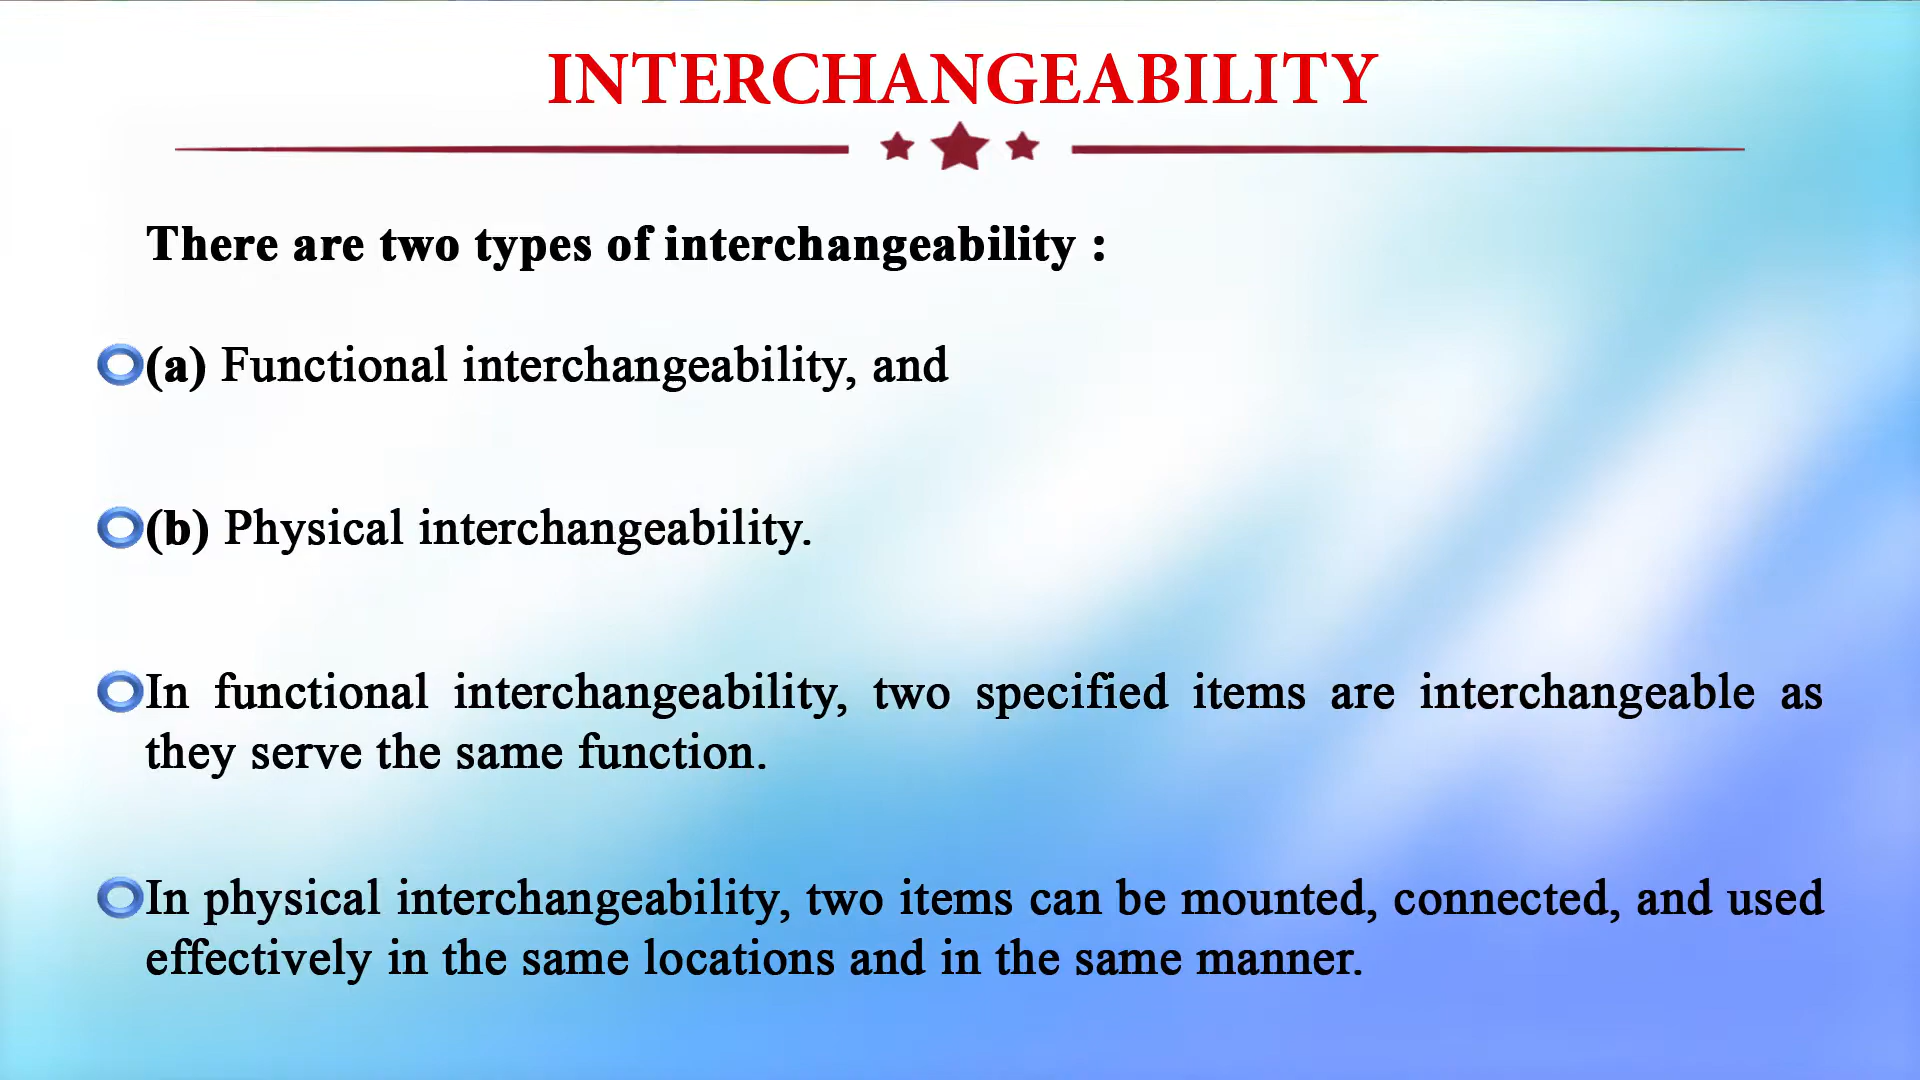 INTERCHANGEABILITY
There are two types of interchangeability :
(a) Functional interchangeability, and
(b) Physical interchangeability.
In functional interchangeability, two specified items are interchangeable as
they serve the same function.
In physical interchangeability, two items can be mounted, connected, and used
effectively in the same locations and in the same manner.